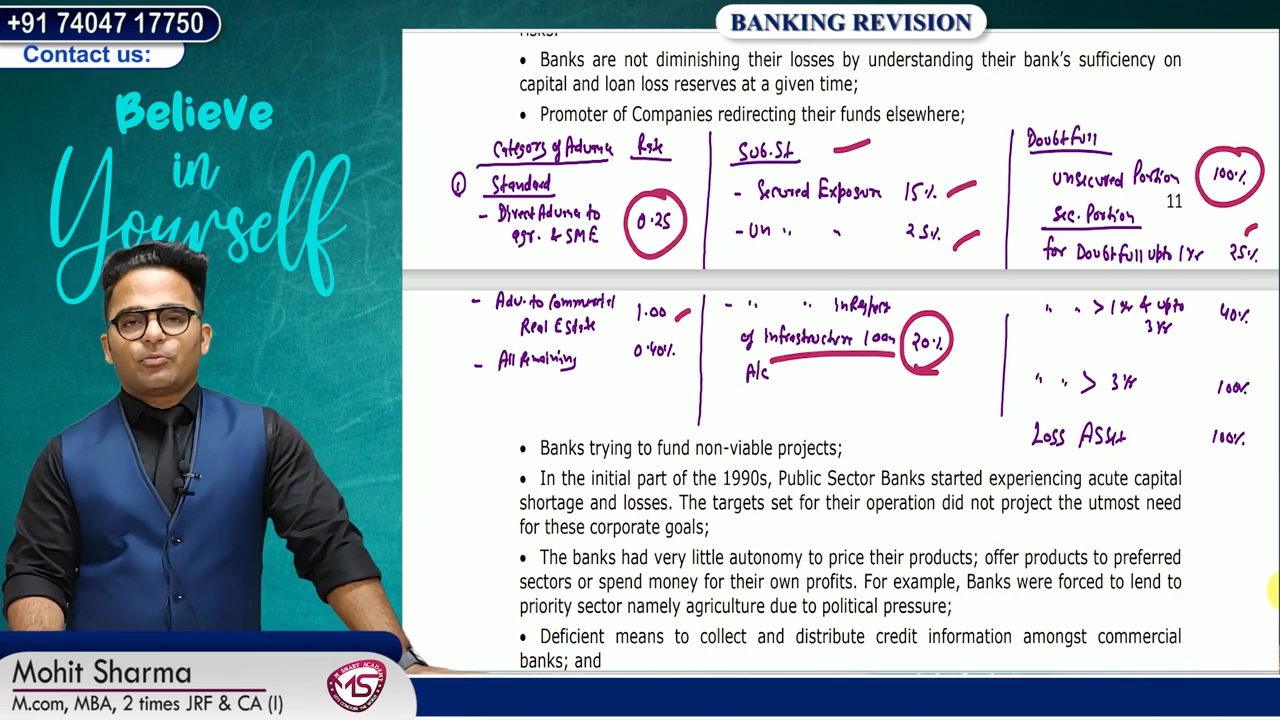 +91 74047 17750
Contact us:
BANKING REVISION
Believe
in
Yourself
risks.
• Banks are not diminishing their losses by understanding their bank's sufficiency on
capital and loan loss reserves at a given time;
• Promoter of Companies redirecting their funds elsewhere;
Category of Advance Rate
① Standard
- Direct Advance to 0.25
agr. & SME
- Adv. to Commercial 1.00
Real Estate
- All Remaining 0.40%
Sub.St
- Secured Exposure 15%
- Un " " 25%
- " " InRespect
of Infrastructure loan 20%
A/c
DoubtFull
Unsecured Portion 100%
11
Sec. Portion
for DoubtFull upto 1 yr 25%
" " > 1 yr & upto 40%
3 yr
" " > 3 yr 100%
Loss Asset 100%
• Banks trying to fund non-viable projects;
• In the initial part of the 1990s, Public Sector Banks started experiencing acute capital
shortage and losses. The targets set for their operation did not project the utmost need
for these corporate goals;
• The banks had very little autonomy to price their products; offer products to preferred
sectors or spend money for their own profits. For example, Banks were forced to lend to
priority sector namely agriculture due to political pressure;
• Deficient means to collect and distribute credit information amongst commercial
banks; and
Mohit Sharma
M.com, MBA, 2 times JRF & CA (I)
MS